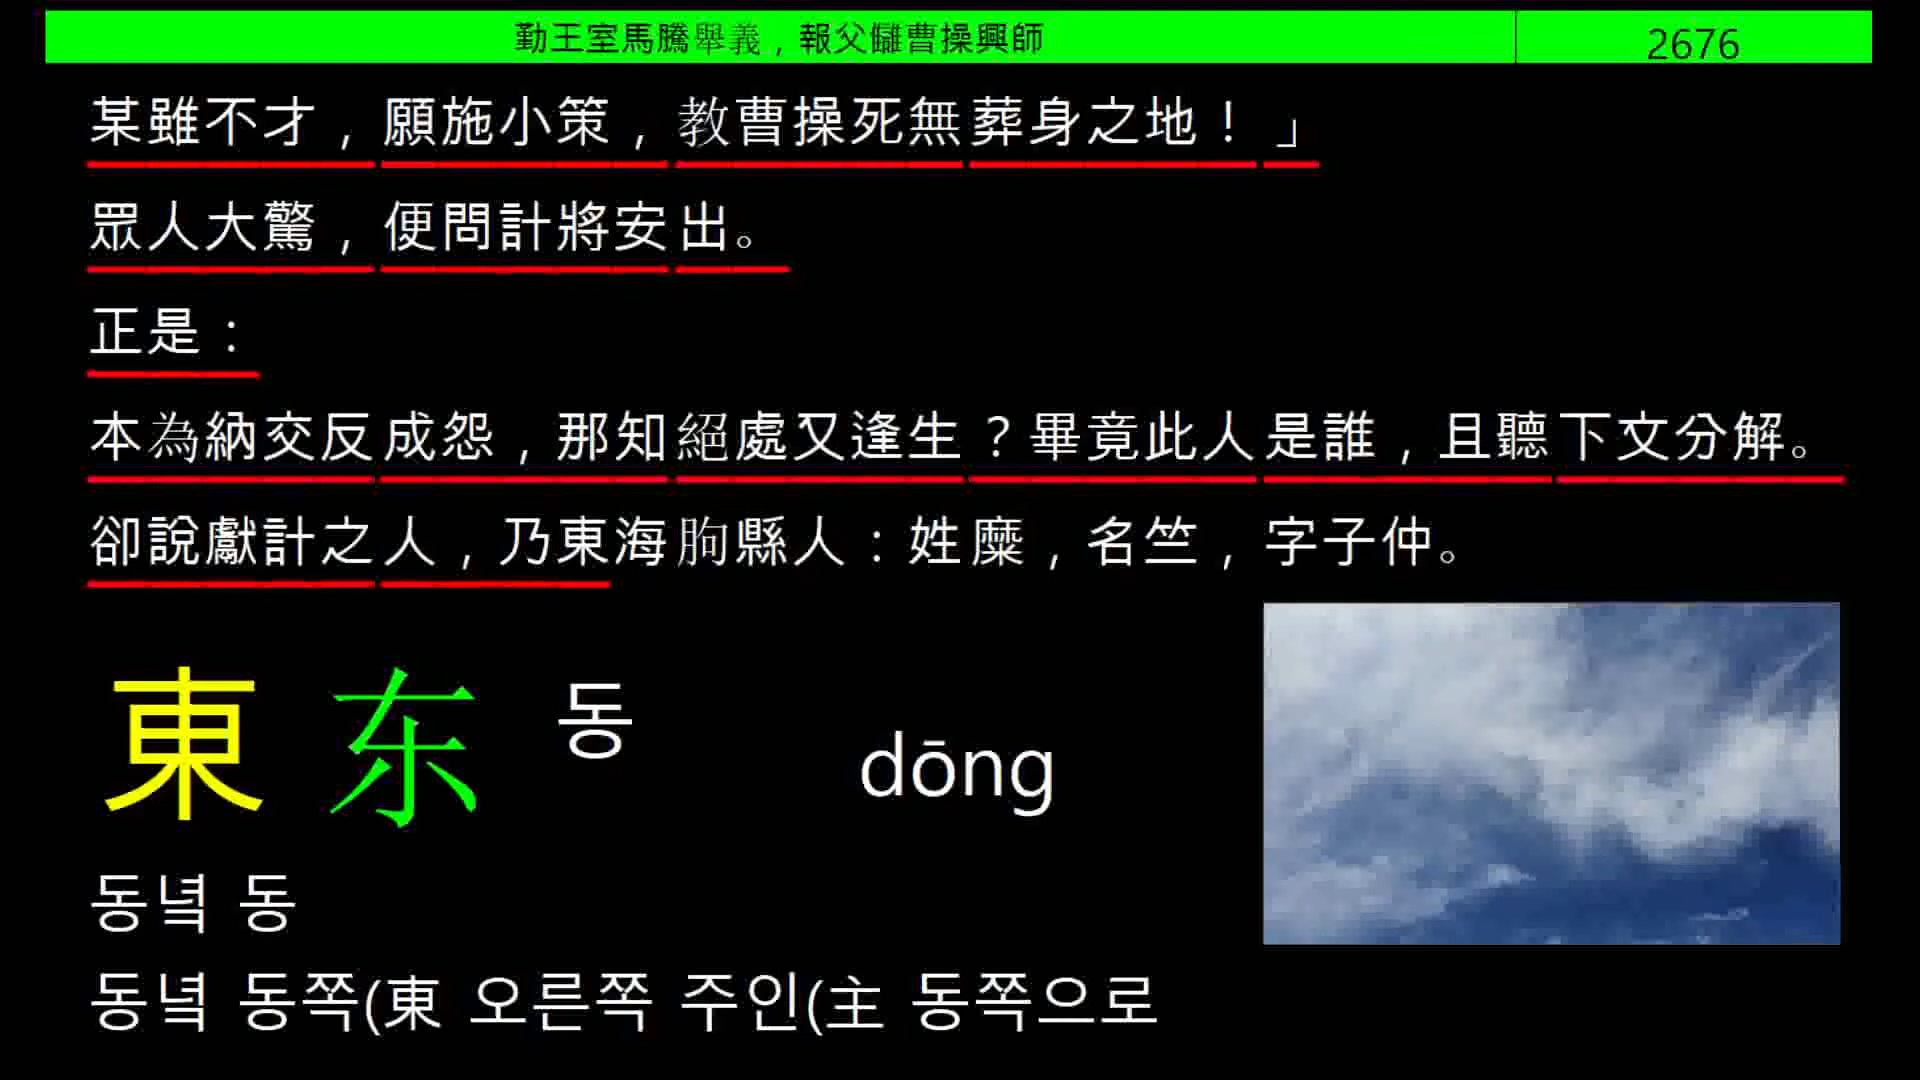 勤王室馬騰舉義，報父讎曹操興師
2676
某雖不才，願施小策，教曹操死無葬身之地！」
眾人大驚，便問計將安出。
正是：
本為納交反成怨，那知絕處又逢生？畢竟此人是誰，且聽下文分解。
卻說獻計之人，乃東海朐縣人：姓糜，名竺，字子仲。
東 东 동 dōng
동녘 동
동녘 동쪽(東 오른쪽 주인(主 동쪽으로